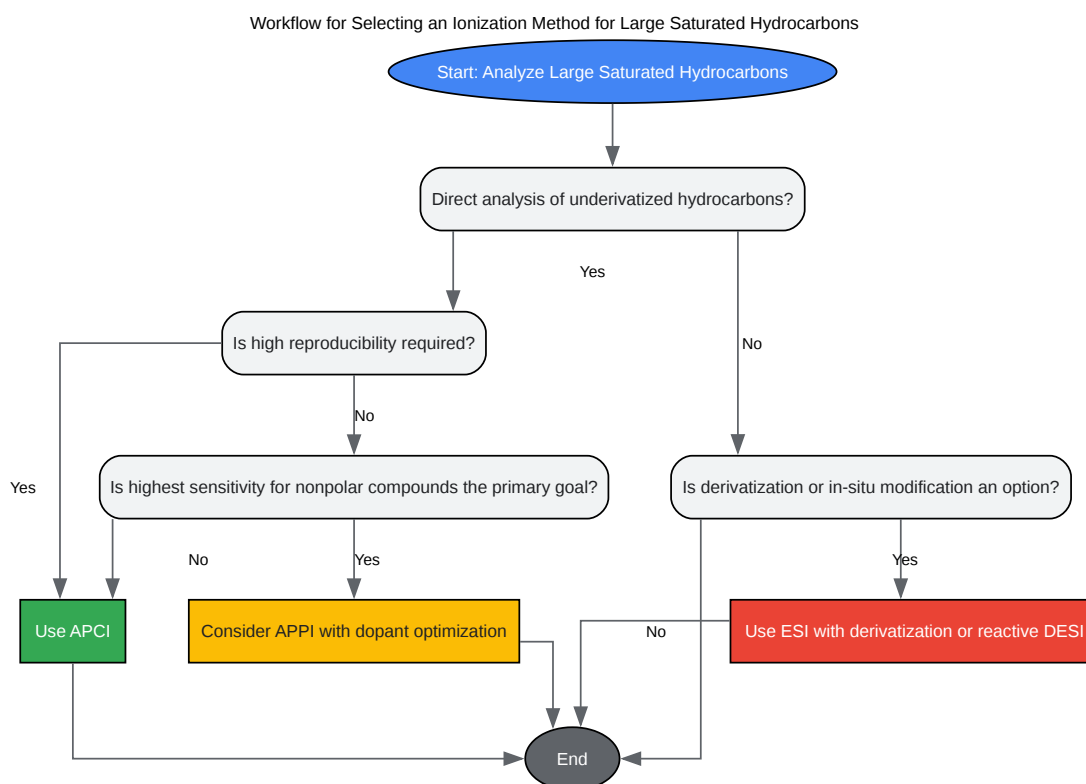 Workflow for Selecting an Ionization Method for Large Saturated Hydrocarbons
Start: Analyze Large Saturated Hydrocarbons
Direct analysis of underivatized hydrocarbons?
Yes
Is high reproducibility required?
No
No
Is highest sensitivity for nonpolar compounds the primary goal?
Is derivatization or in-situ modification an option?
Yes
No
Yes
Yes
Use APCI
Consider APPI with dopant optimization
No
Use ESI with derivatization or reactive DESI
End